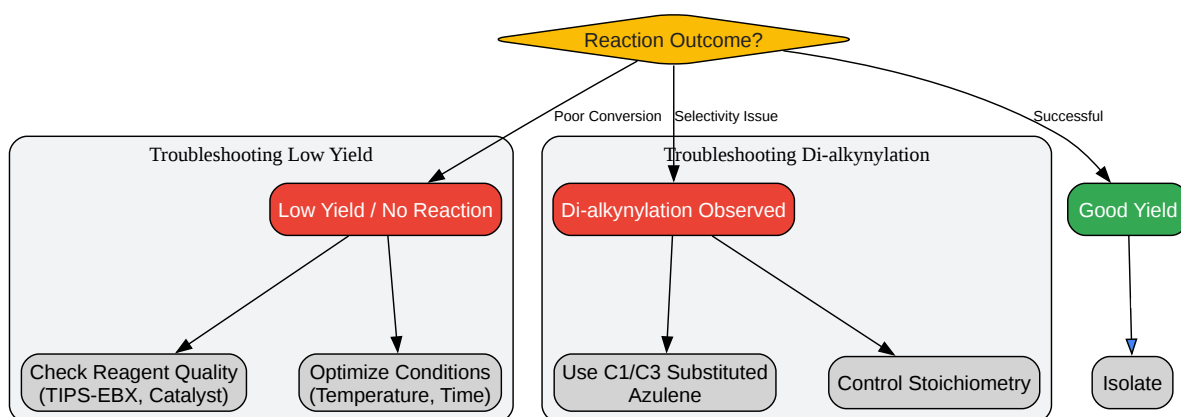 Reaction Outcome?
Poor Conversion
Selectivity Issue
Successful
Troubleshooting Low Yield
Troubleshooting Di-alkynylation
Low Yield / No Reaction
Di-alkynylation Observed
Good Yield
Check Reagent Quality
(TIPS-EBX, Catalyst)
Optimize Conditions
(Temperature, Time)
Use C1/C3 Substituted
Azulene
Control Stoichiometry
Isolate